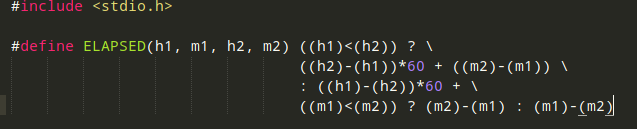 #include <stdio.h>
#define ELAPSED(h1, m1, h2, m2) ((h1)<(h2)) ? \
((h2)-(h1))*60 + ((m2)-(m1)) \
: ((h1)-(h2))*60 + \
((m1)<(m2)) ? (m2)-(m1) : (m1)-(m2)